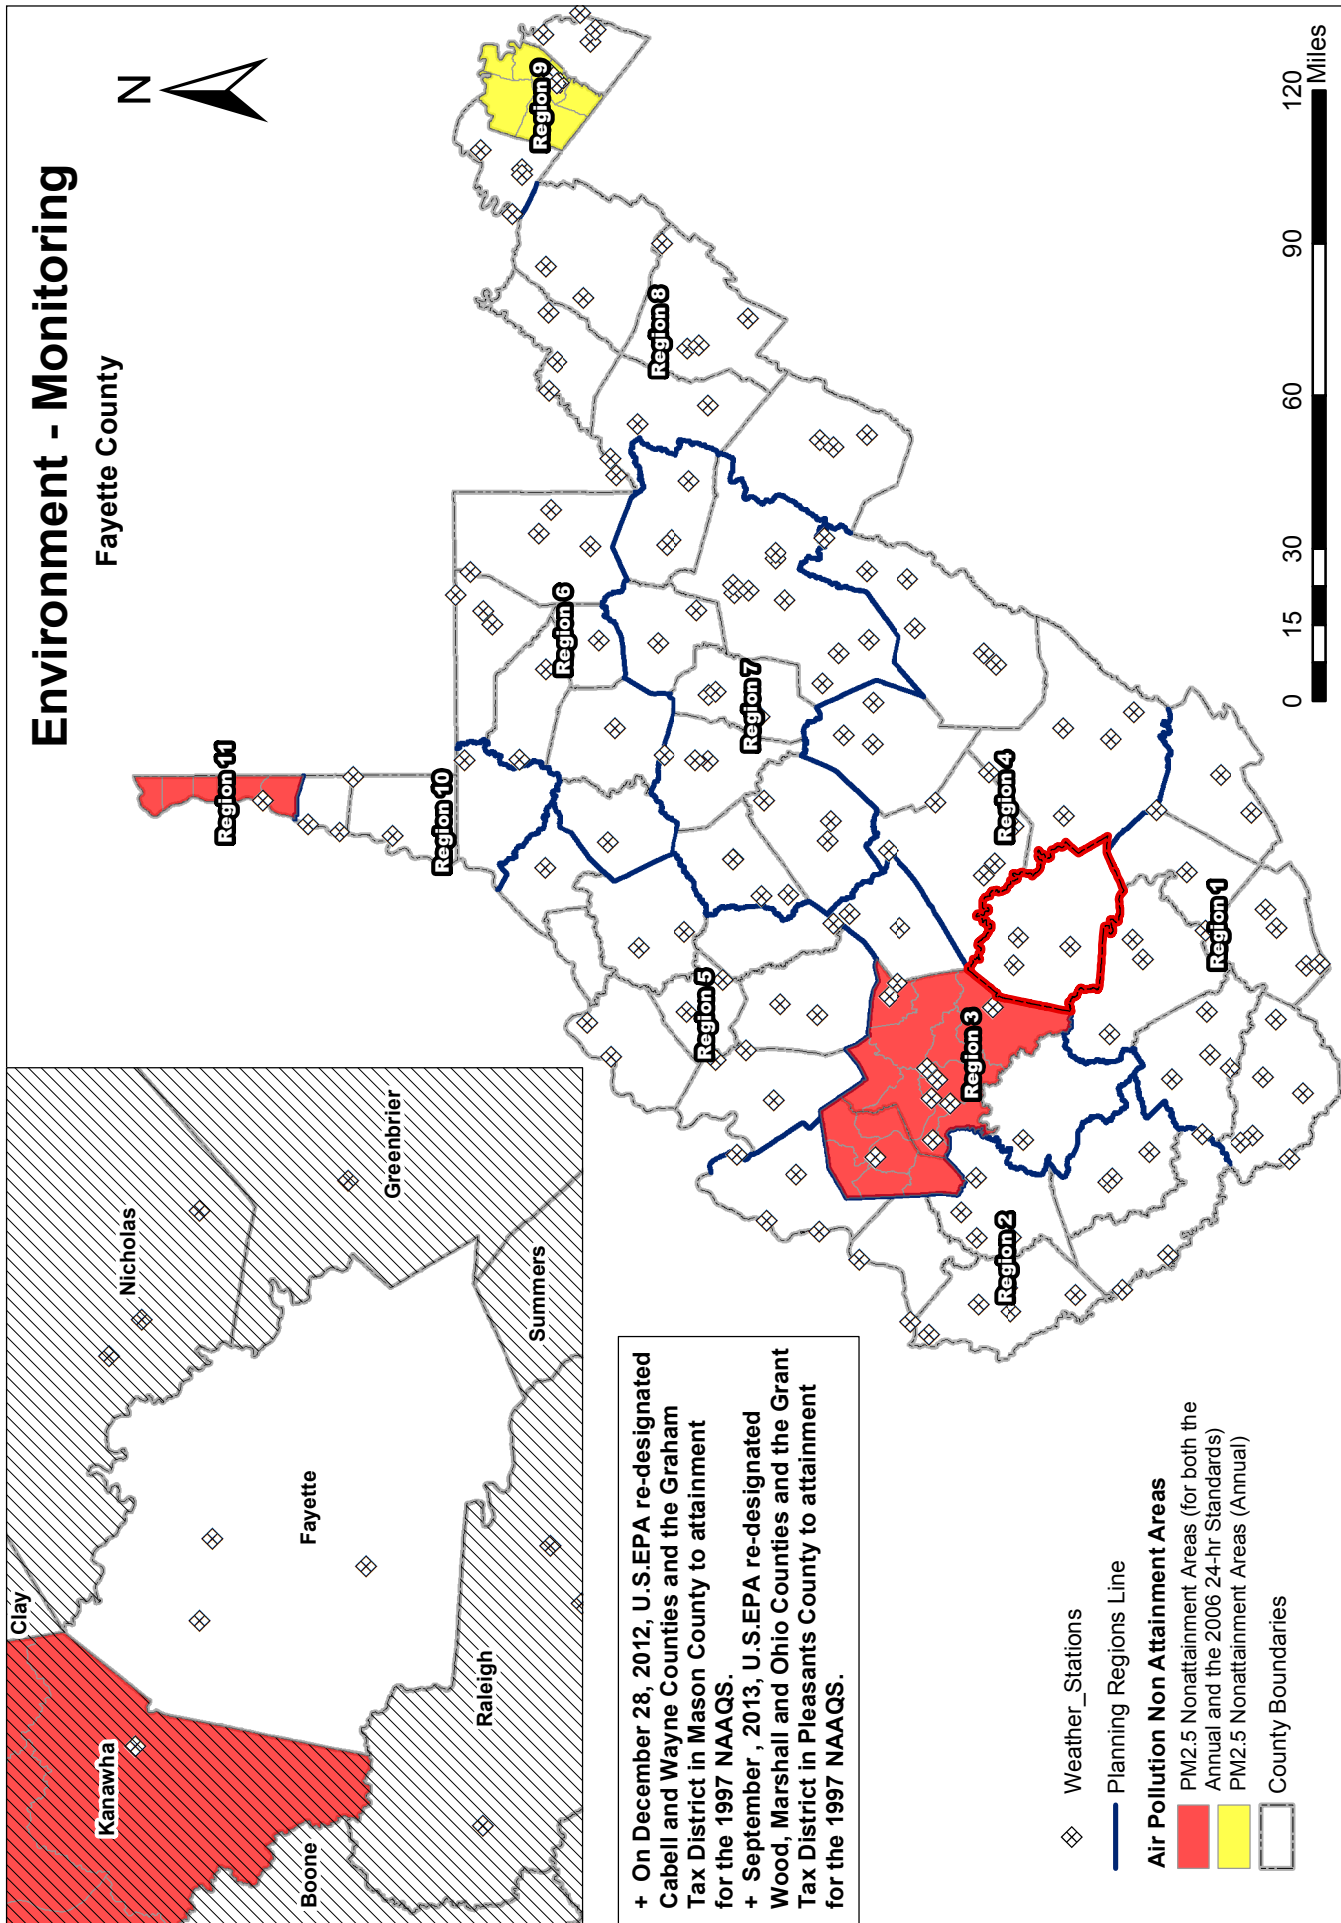 Environment - Monitoring
Fayette County
N
Clay
Nicholas
Kanawha
Greenbrier
Fayette
Boone
Raleigh
Summers
+ On December 28, 2012, U.S.EPA re-designated
Cabell and Wayne Counties and the Graham
Tax District in Mason County to attainment
for the 1997 NAAQS.
+ September , 2013, U.S.EPA re-designated
Wood, Marshall and Ohio Counties and the Grant
Tax District in Pleasants County to attainment
for the 1997 NAAQS.
Region 11
Region 10
Region 6
Region 9
Region 8
Region 5
Region 7
Region 3
Region 4
Region 2
Region 1
Weather_Stations
Planning Regions Line
Air Pollution Non Attainment Areas
PM2.5 Nonattainment Areas (for both the
Annual and the 2006 24-hr Standards)
PM2.5 Nonattainment Areas (Annual)
County Boundaries
0 15 30 60 90 120
Miles